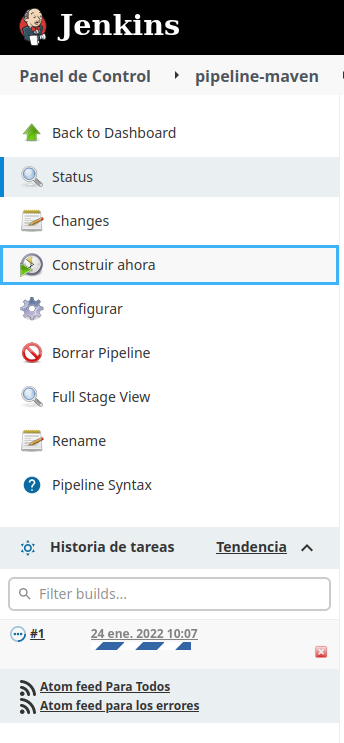 Jenkins
Panel de Control
pipeline-maven
Back to Dashboard
Status
Changes
Construir ahora
Configurar
Borrar Pipeline
Full Stage View
Rename
Pipeline Syntax
Historia de tareas Tendencia
Filter builds...
#1 24 ene. 2022 10:07
Atom feed Para Todos
Atom feed para los errores